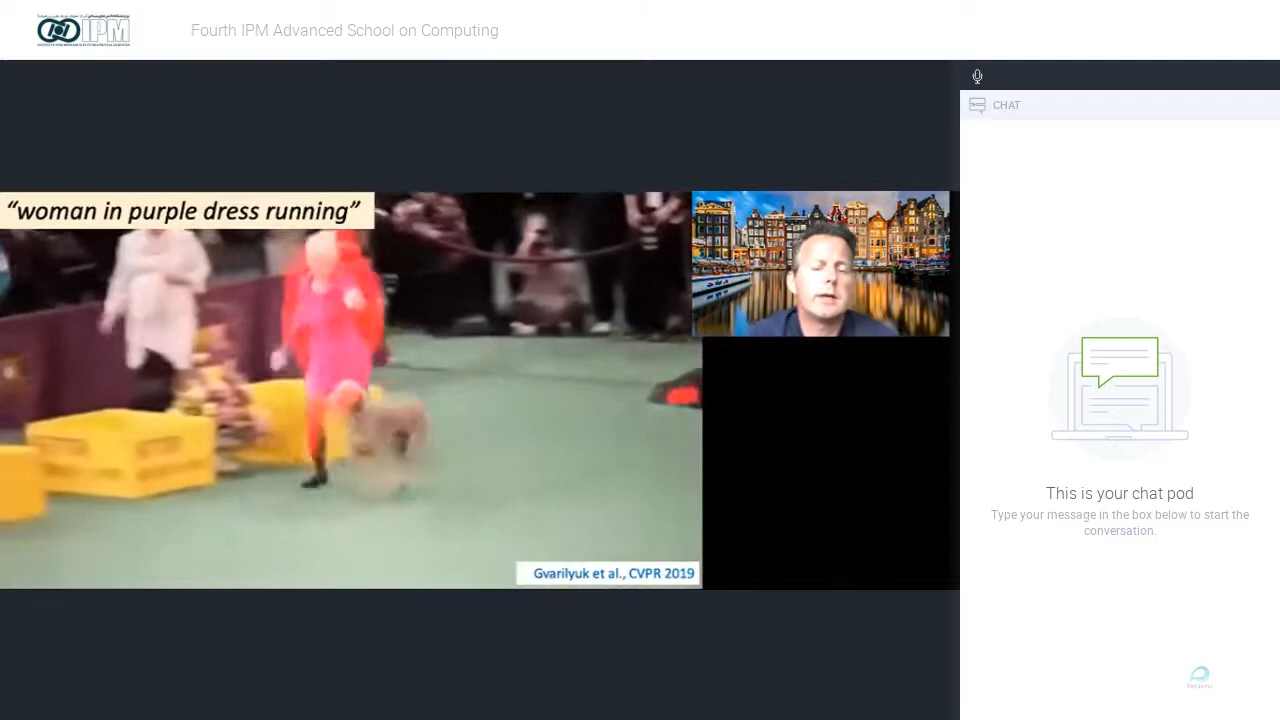 IPM
Fourth IPM Advanced School on Computing
CHAT
“woman in purple dress running”
Gvarilyuk et al., CVPR 2019
This is your chat pod
Type your message in the box below to start the
conversation.